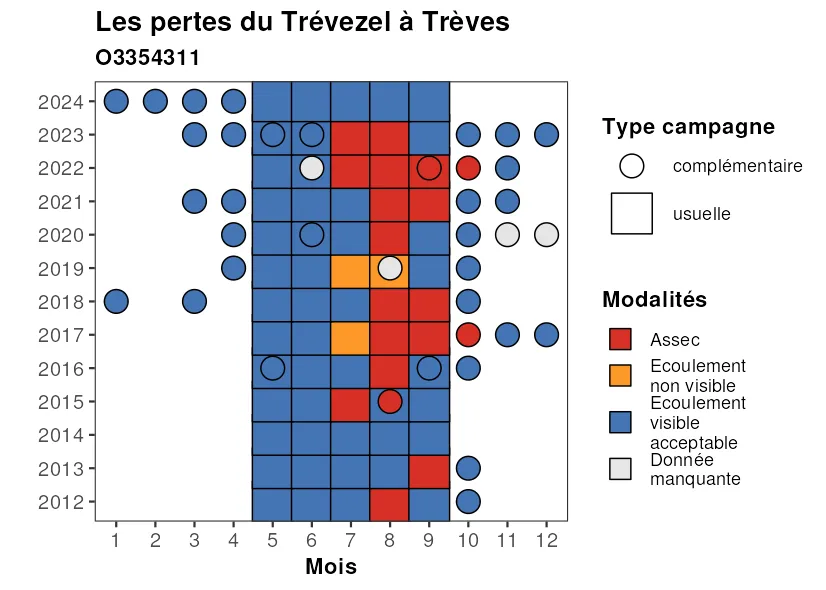 Les pertes du Trévezel à Trèves
O3354311
2024
2023
2022
2021
2020
2019
2018
2017
2016
2015
2014
2013
2012
1 2 3 4 5 6 7 8 9 10 11 12
Mois
Type campagne
complémentaire
usuelle
Modalités
Assec
Ecoulement
non visible
Ecoulement
visible
acceptable
Donnée
manquante